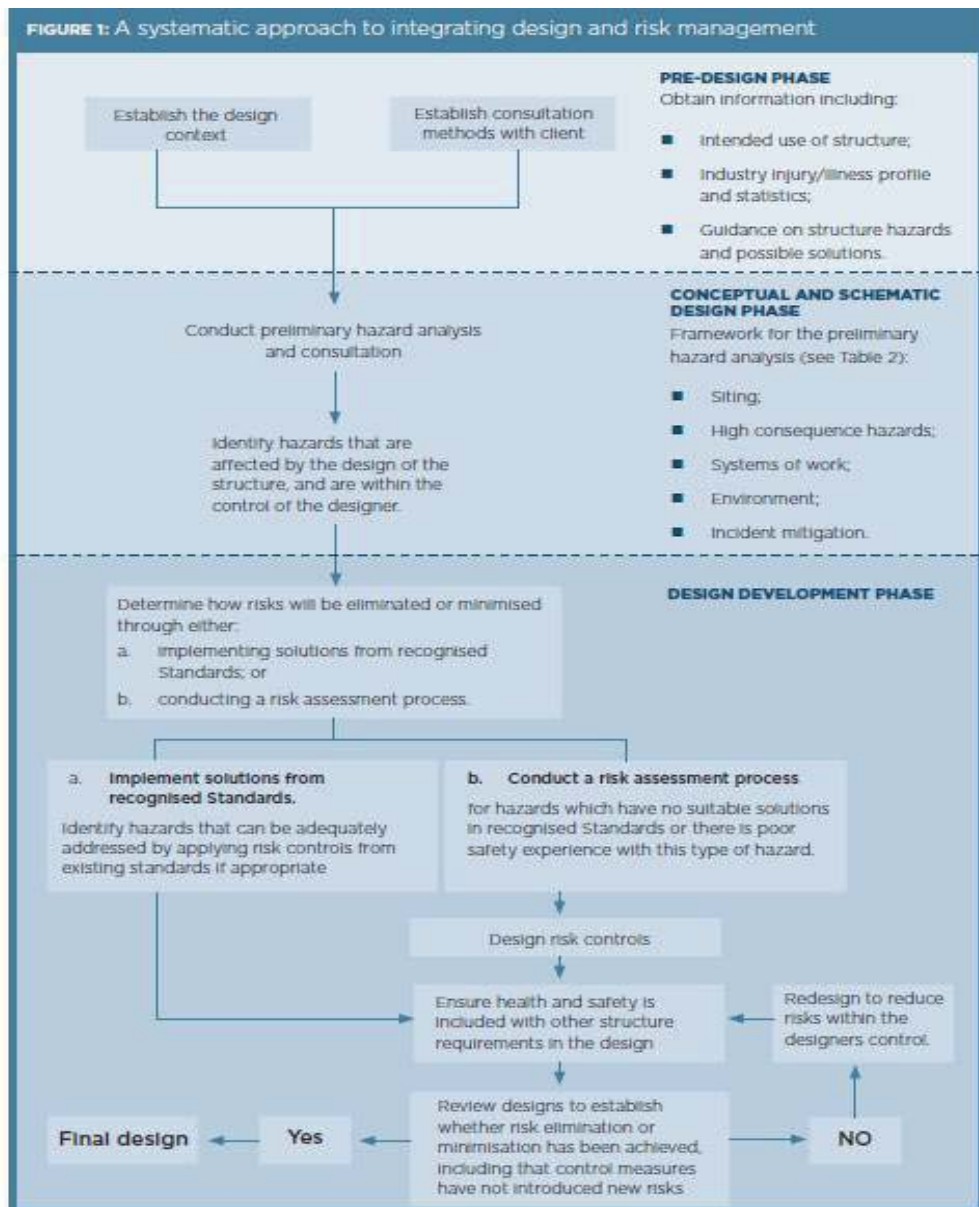 FIGURE 1: A systematic approach to integrating design and risk management
PRE-DESIGN PHASE
Obtain information including:
■ Intended use of structure;
■ Industry injury/illness profile
and statistics;
■ Guidance on structure hazards
and possible solutions.
Establish the design
context
Establish consultation
methods with client
CONCEPTUAL AND SCHEMATIC
DESIGN PHASE
Framework for the preliminary
hazard analysis (see Table 2):
■ Siting;
■ High consequence hazards;
■ Systems of work;
■ Environment;
■ Incident mitigation.
Conduct preliminary hazard analysis
and consultation
Identify hazards that are
affected by the design of the
structure, and are within the
control of the designer.
DESIGN DEVELOPMENT PHASE
Determine how risks will be eliminated or minimised
through either:
a. implementing solutions from recognised
Standards; or
b. conducting a risk assessment process.
a. Implement solutions from
recognised Standards.
Identify hazards that can be adequately
addressed by applying risk controls from
existing standards if appropriate
b. Conduct a risk assessment process
for hazards which have no suitable solutions
in recognised Standards or there is poor
safety experience with this type of hazard.
Design risk controls
Ensure health and safety is
included with other structure
requirements in the design
Redesign to reduce
risks within the
designers control.
Review designs to establish
whether risk elimination or
minimisation has been achieved,
including that control measures
have not introduced new risks
Final design
Yes
NO